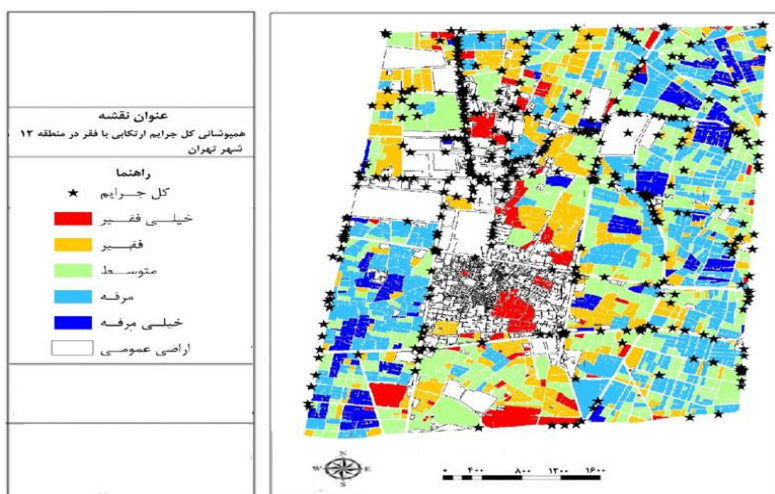 عنوان نقشه
همپوشانی کل جرایم ارتکابی با فقر در منطقه ۱۲
شهر تهران
راهنما
کل جرایم
خیلی فقیر
فقیر
متوسط
مرفه
خیلی مرفه
اراضی عمومی
N
W E
S
۰ ۴۰۰ ۸۰۰ ۱۲۰۰ ۱۶۰۰